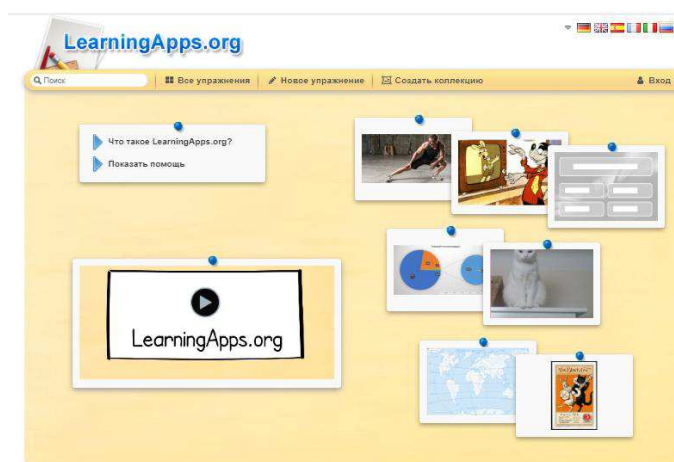 LearningApps.org
Поиск
Все упражнения
Новое упражнение
Создать коллекцию
Вход
Что такое LearningApps.org?
Показать помощь
LearningApps.org